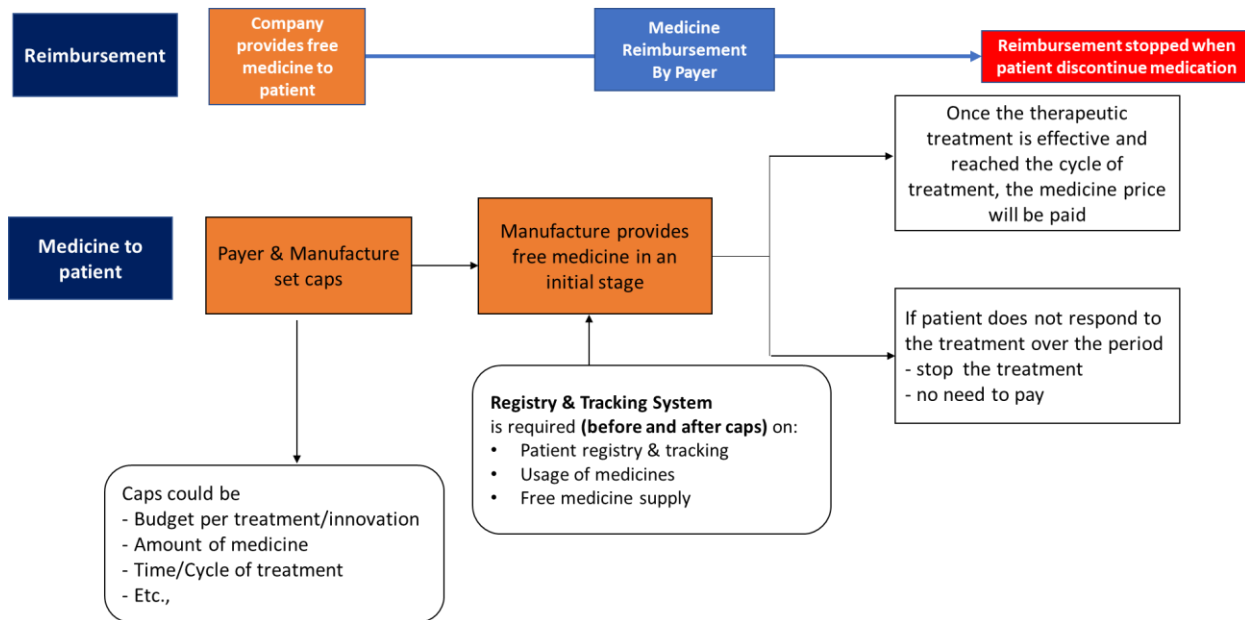 Reimbursement
Company
provides free
medicine to
patient
Medicine
Reimbursement
By Payer
Reimbursement stopped when
patient discontinue medication
Medicine to
patient
Payer & Manufacture
set caps
Manufacture provides
free medicine in an
initial stage
Once the therapeutic
treatment is effective and
reached the cycle of
treatment, the medicine price
will be paid
If patient does not respond to
the treatment over the period
- stop the treatment
- no need to pay
Registry & Tracking System
is required (before and after caps) on:
• Patient registry & tracking
• Usage of medicines
• Free medicine supply
Caps could be
- Budget per treatment/innovation
- Amount of medicine
- Time/Cycle of treatment
- Etc.,